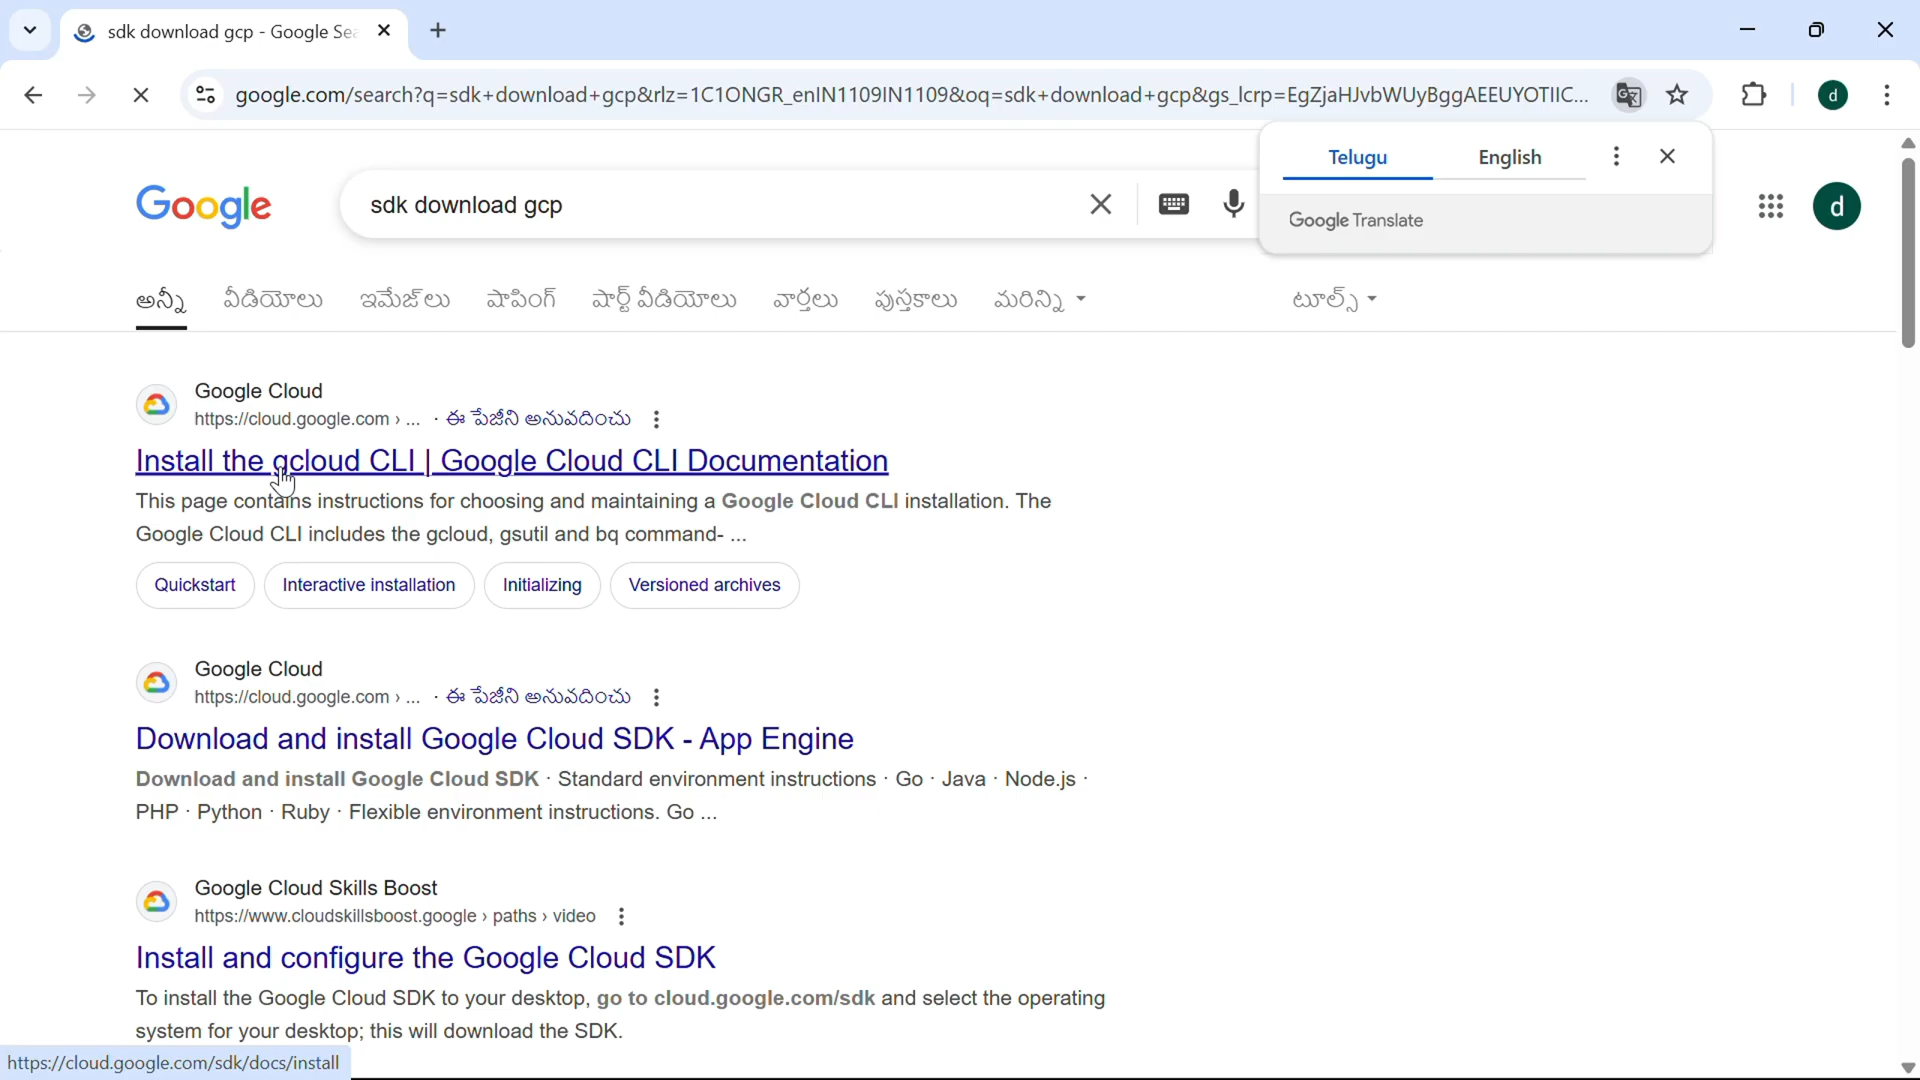 sdk download gcp - Google Sea
google.com/search?q=sdk+download+gcp&rlz=1C1ONGR_enIN1109IN1109&oq=sdk+download+gcp&gs_lcrp=EgZjaHJvbWUyBggAEEUYOTIIC...
d
Telugu English
Google sdk download gcp
Google Translate
d
అన్నీ వీడియోలు ఇమేజ్‌లు షాపింగ్ షార్ట్ వీడియోలు వార్తలు పుస్తకాలు మరిన్ని టూల్స్
Google Cloud
https://cloud.google.com › ... · ఈ పేజీని అనువదించు
Install the gcloud CLI | Google Cloud CLI Documentation
This page contains instructions for choosing and maintaining a Google Cloud CLI installation. The
Google Cloud CLI includes the gcloud, gsutil and bq command- ...
Quickstart Interactive installation Initializing Versioned archives
Google Cloud
https://cloud.google.com › ... · ఈ పేజీని అనువదించు
Download and install Google Cloud SDK - App Engine
Download and install Google Cloud SDK · Standard environment instructions · Go · Java · Node.js ·
PHP · Python · Ruby · Flexible environment instructions. Go ...
Google Cloud Skills Boost
https://www.cloudskillsboost.google › paths › video
Install and configure the Google Cloud SDK
To install the Google Cloud SDK to your desktop, go to cloud.google.com/sdk and select the operating
system for your desktop; this will download the SDK.
https://cloud.google.com/sdk/docs/install